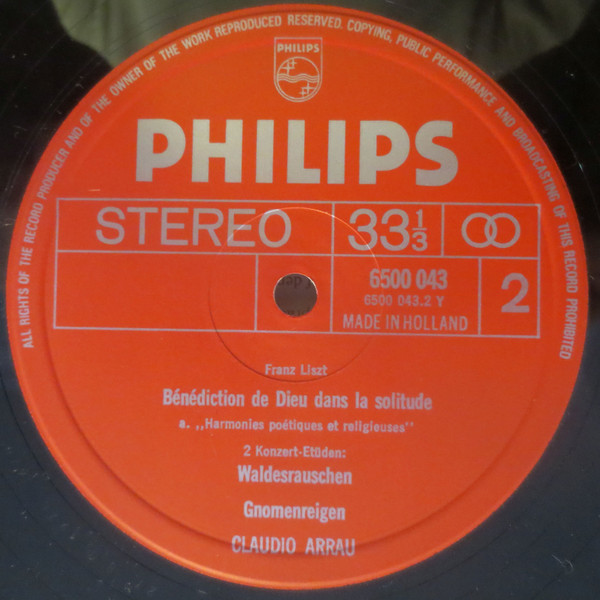 ALL RIGHTS OF THE RECORD PRODUCER AND OF THE OWNER OF THE WORK REPRODUCED RESERVED. COPYING, PUBLIC PERFORMANCE AND BROADCASTING OF THIS RECORD PROHIBITED
PHILIPS
PHILIPS
STEREO 33⅓
6500 043
6500 043.2 Y
2
MADE IN HOLLAND
Franz Liszt
Bénédiction de Dieu dans la solitude
a. ,,Harmonies poétiques et religieuses''
2 Konzert-Etüden:
Waldesrauschen
Gnomenreigen
CLAUDIO ARRAU